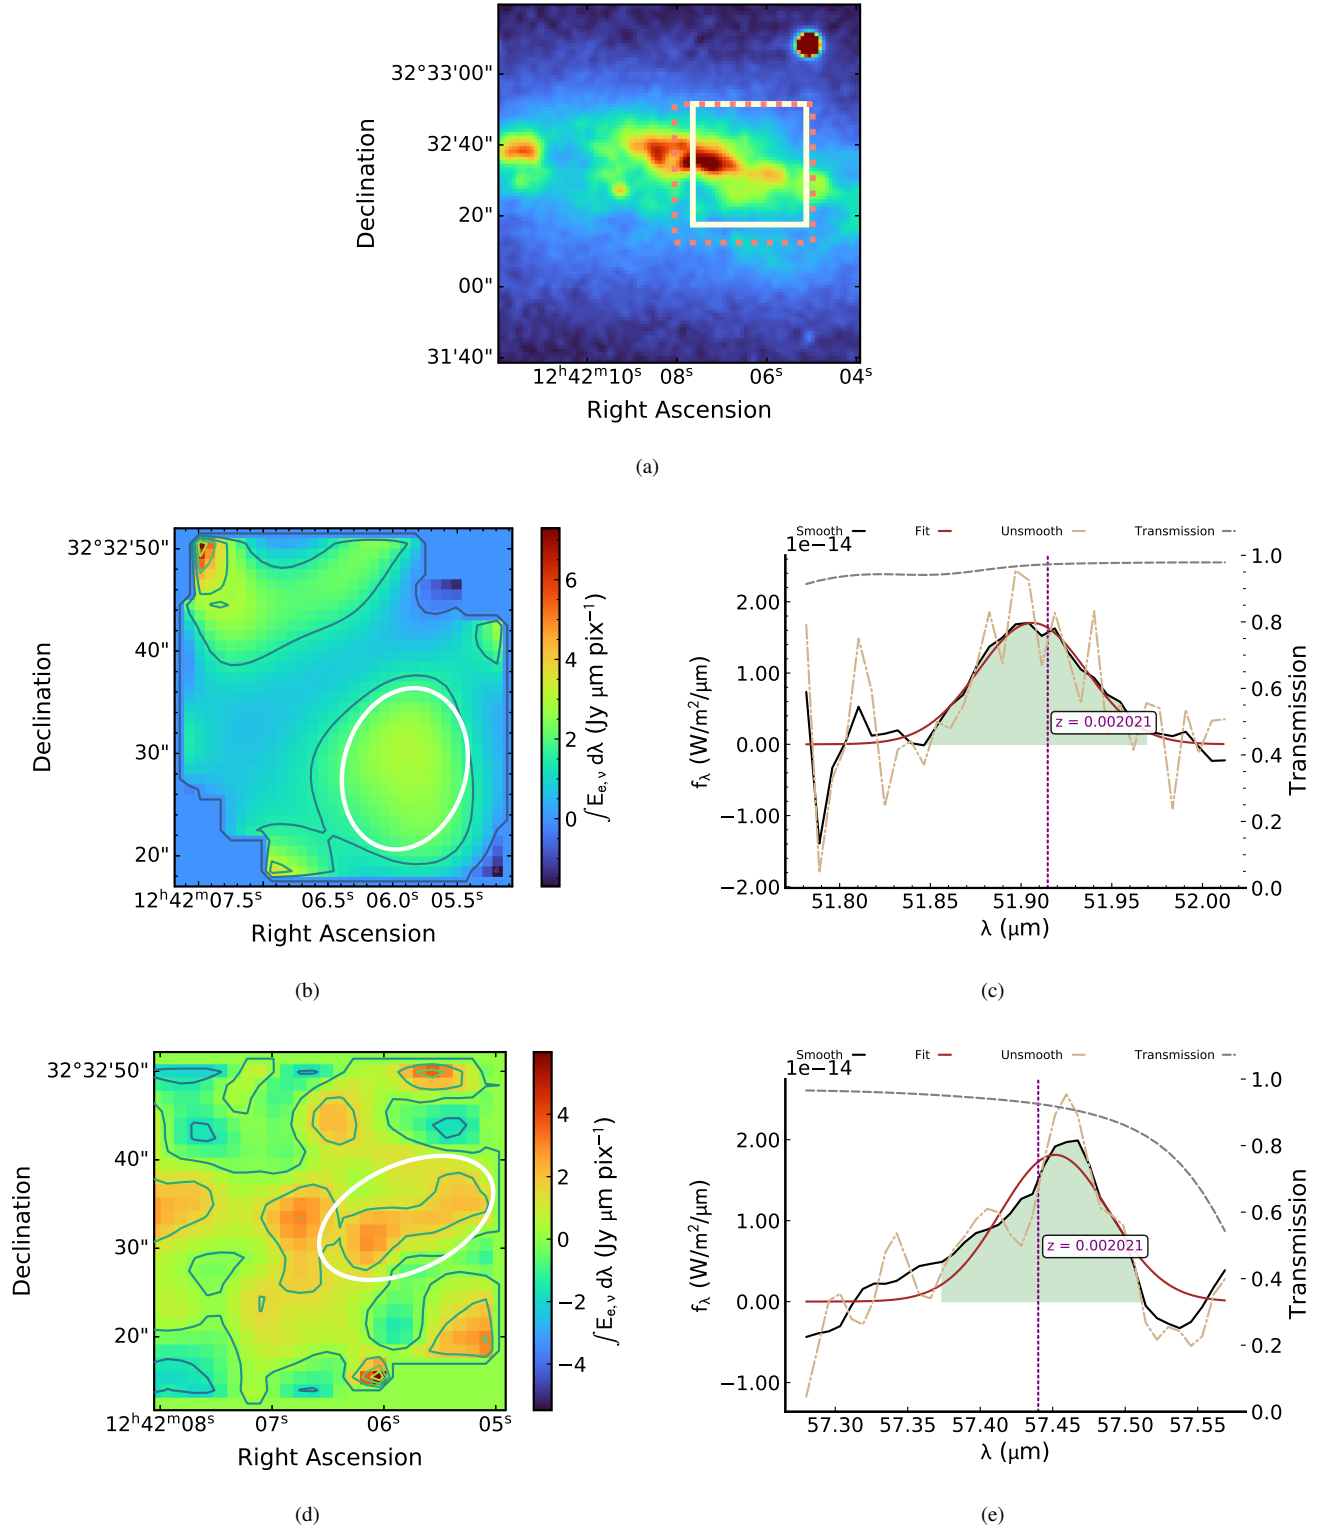 32°33'00"
32'40"
20"
00"
31'40"
Declination
12ʰ42ᵐ10ˢ 08ˢ 06ˢ 04ˢ
Right Ascension
(a)
32°32'50"
40"
30"
20"
Declination
12ʰ42ᵐ07.5ˢ 06.5ˢ 06.0ˢ 05.5ˢ
Right Ascension
6
4
2
0
∫ E_{e,ν} dλ (Jy μm pix⁻¹)
(b)
Smooth Fit Unsmooth Transmission
1e−14
2.00
1.00
0.00
−1.00
−2.00
f_λ (W/m²/μm)
z = 0.002021
1.0
0.8
0.6
0.4
0.2
0.0
Transmission
51.80 51.85 51.90 51.95 52.00
λ (μm)
(c)
32°32'50"
40"
30"
20"
Declination
12ʰ42ᵐ08ˢ 07ˢ 06ˢ 05ˢ
Right Ascension
4
2
0
−2
−4
∫ E_{e,ν} dλ (Jy μm pix⁻¹)
(d)
Smooth Fit Unsmooth Transmission
1e−14
2.00
1.00
0.00
−1.00
f_λ (W/m²/μm)
z = 0.002021
1.0
0.8
0.6
0.4
0.2
0.0
Transmission
57.30 57.35 57.40 57.45 57.50 57.55
λ (μm)
(e)